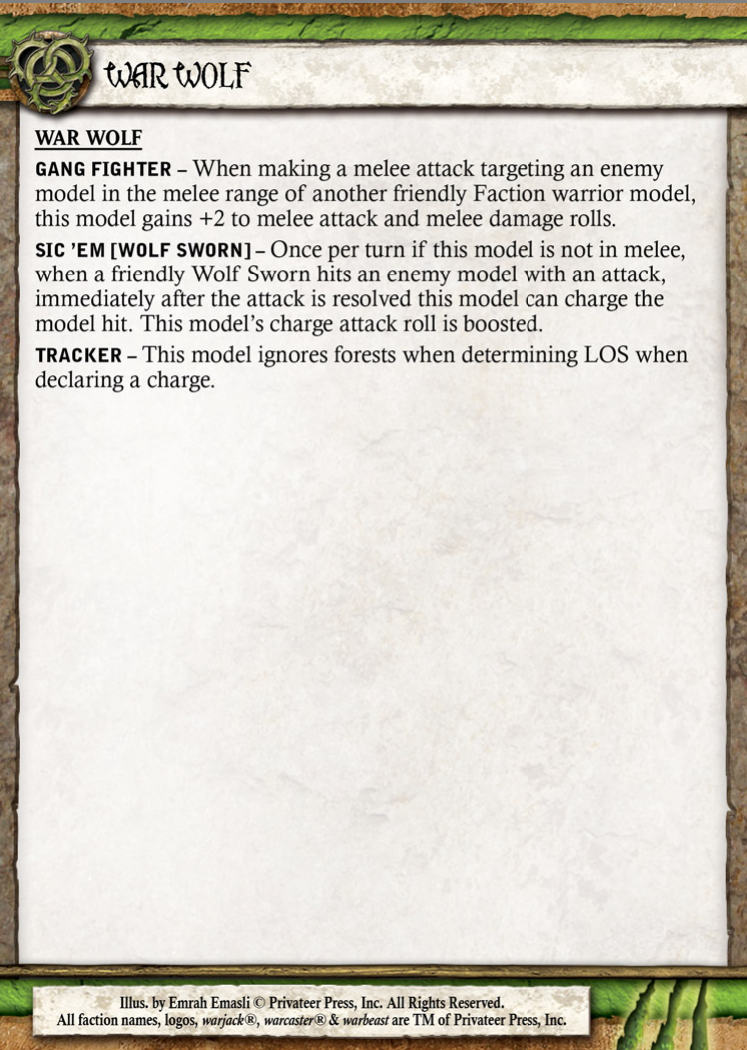 WAR WOLF
WAR WOLF
GANG FIGHTER – When making a melee attack targeting an enemy
model in the melee range of another friendly Faction warrior model,
this model gains +2 to melee attack and melee damage rolls.
SIC ’EM [WOLF SWORN] – Once per turn if this model is not in melee,
when a friendly Wolf Sworn hits an enemy model with an attack,
immediately after the attack is resolved this model can charge the
model hit. This model’s charge attack roll is boosted.
TRACKER – This model ignores forests when determining LOS when
declaring a charge.
Illus. by Emrah Emasli © Privateer Press, Inc. All Rights Reserved.
All faction names, logos, warjack®, warcaster® & warbeast are TM of Privateer Press, Inc.